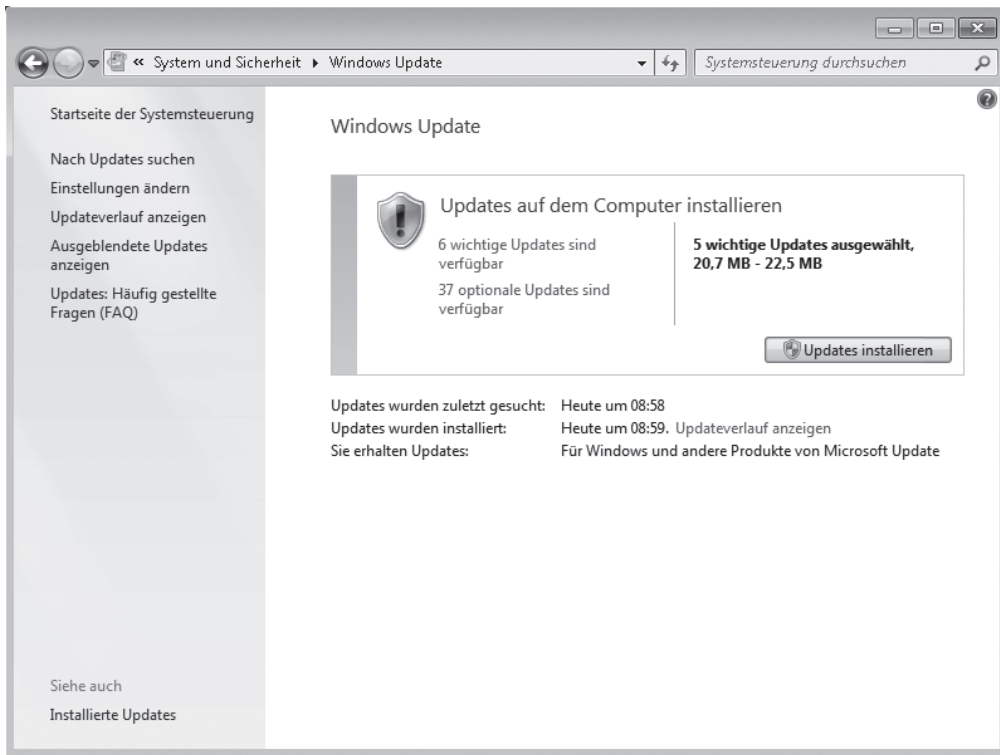 « System und Sicherheit ▸ Windows Update
Systemsteuerung durchsuchen
Startseite der Systemsteuerung
Nach Updates suchen
Einstellungen ändern
Updateverlauf anzeigen
Ausgeblendete Updates
anzeigen
Updates: Häufig gestellte
Fragen (FAQ)
Siehe auch
Installierte Updates
Windows Update
Updates auf dem Computer installieren
6 wichtige Updates sind
verfügbar
37 optionale Updates sind
verfügbar
5 wichtige Updates ausgewählt,
20,7 MB - 22,5 MB
Updates installieren
Updates wurden zuletzt gesucht: Heute um 08:58
Updates wurden installiert: Heute um 08:59. Updateverlauf anzeigen
Sie erhalten Updates: Für Windows und andere Produkte von Microsoft Update